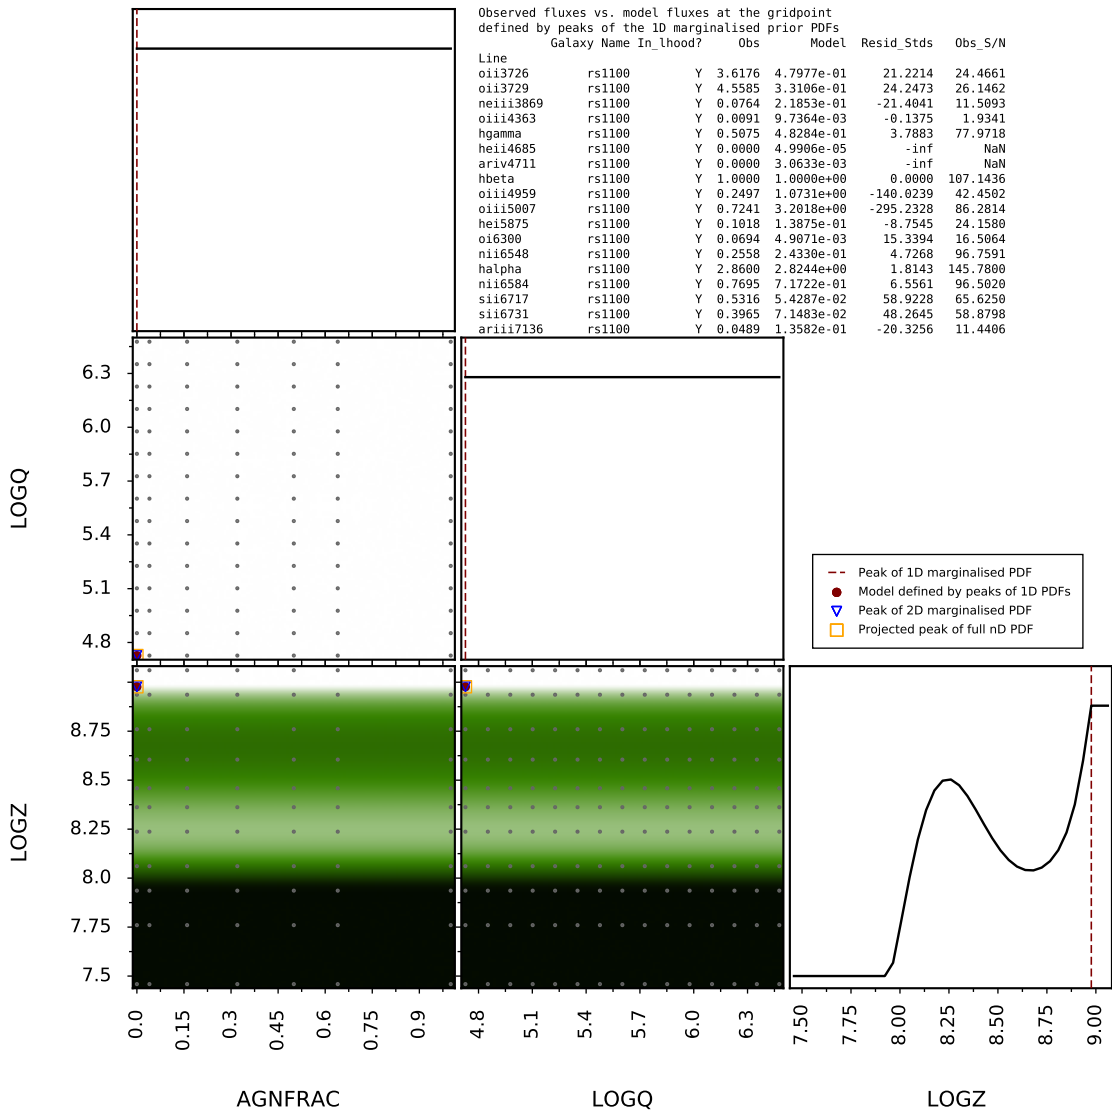 Observed fluxes vs. model fluxes at the gridpoint
defined by peaks of the 1D marginalised prior PDFs
Galaxy Name In_lhood? Obs Model Resid_Stds Obs_S/N
Line
oii3726 rs1100 Y 3.6176 4.7977e-01 21.2214 24.4661
oii3729 rs1100 Y 4.5585 3.3106e-01 24.2473 26.1462
neiii3869 rs1100 Y 0.0764 2.1853e-01 -21.4041 11.5093
oiii4363 rs1100 Y 0.0091 9.7364e-03 -0.1375 1.9341
hgamma rs1100 Y 0.5075 4.8284e-01 3.7883 77.9718
heii4685 rs1100 Y 0.0000 4.9906e-05 -inf NaN
ariv4711 rs1100 Y 0.0000 3.0633e-03 -inf NaN
hbeta rs1100 Y 1.0000 1.0000e+00 0.0000 107.1436
oiii4959 rs1100 Y 0.2497 1.0731e+00 -140.0239 42.4502
oiii5007 rs1100 Y 0.7241 3.2018e+00 -295.2328 86.2814
hei5875 rs1100 Y 0.1018 1.3875e-01 -8.7545 24.1580
oi6300 rs1100 Y 0.0694 4.9071e-03 15.3394 16.5064
nii6548 rs1100 Y 0.2558 2.4330e-01 4.7268 96.7591
halpha rs1100 Y 2.8600 2.8244e+00 1.8143 145.7800
nii6584 rs1100 Y 0.7695 7.1722e-01 6.5561 96.5020
sii6717 rs1100 Y 0.5316 5.4287e-02 58.9228 65.6250
sii6731 rs1100 Y 0.3965 7.1483e-02 48.2645 58.8798
ariii7136 rs1100 Y 0.0489 1.3582e-01 -20.3256 11.4406
6.3
6.0
5.7
5.4
5.1
4.8
LOGQ
Peak of 1D marginalised PDF
Model defined by peaks of 1D PDFs
Peak of 2D marginalised PDF
Projected peak of full nD PDF
8.75
8.5
8.25
8.0
7.75
7.5
LOGZ
0.0 0.15 0.3 0.45 0.6 0.75 0.9
4.8 5.1 5.4 5.7 6.0 6.3
7.50 7.75 8.00 8.25 8.50 8.75 9.00
AGNFRAC LOGQ LOGZ